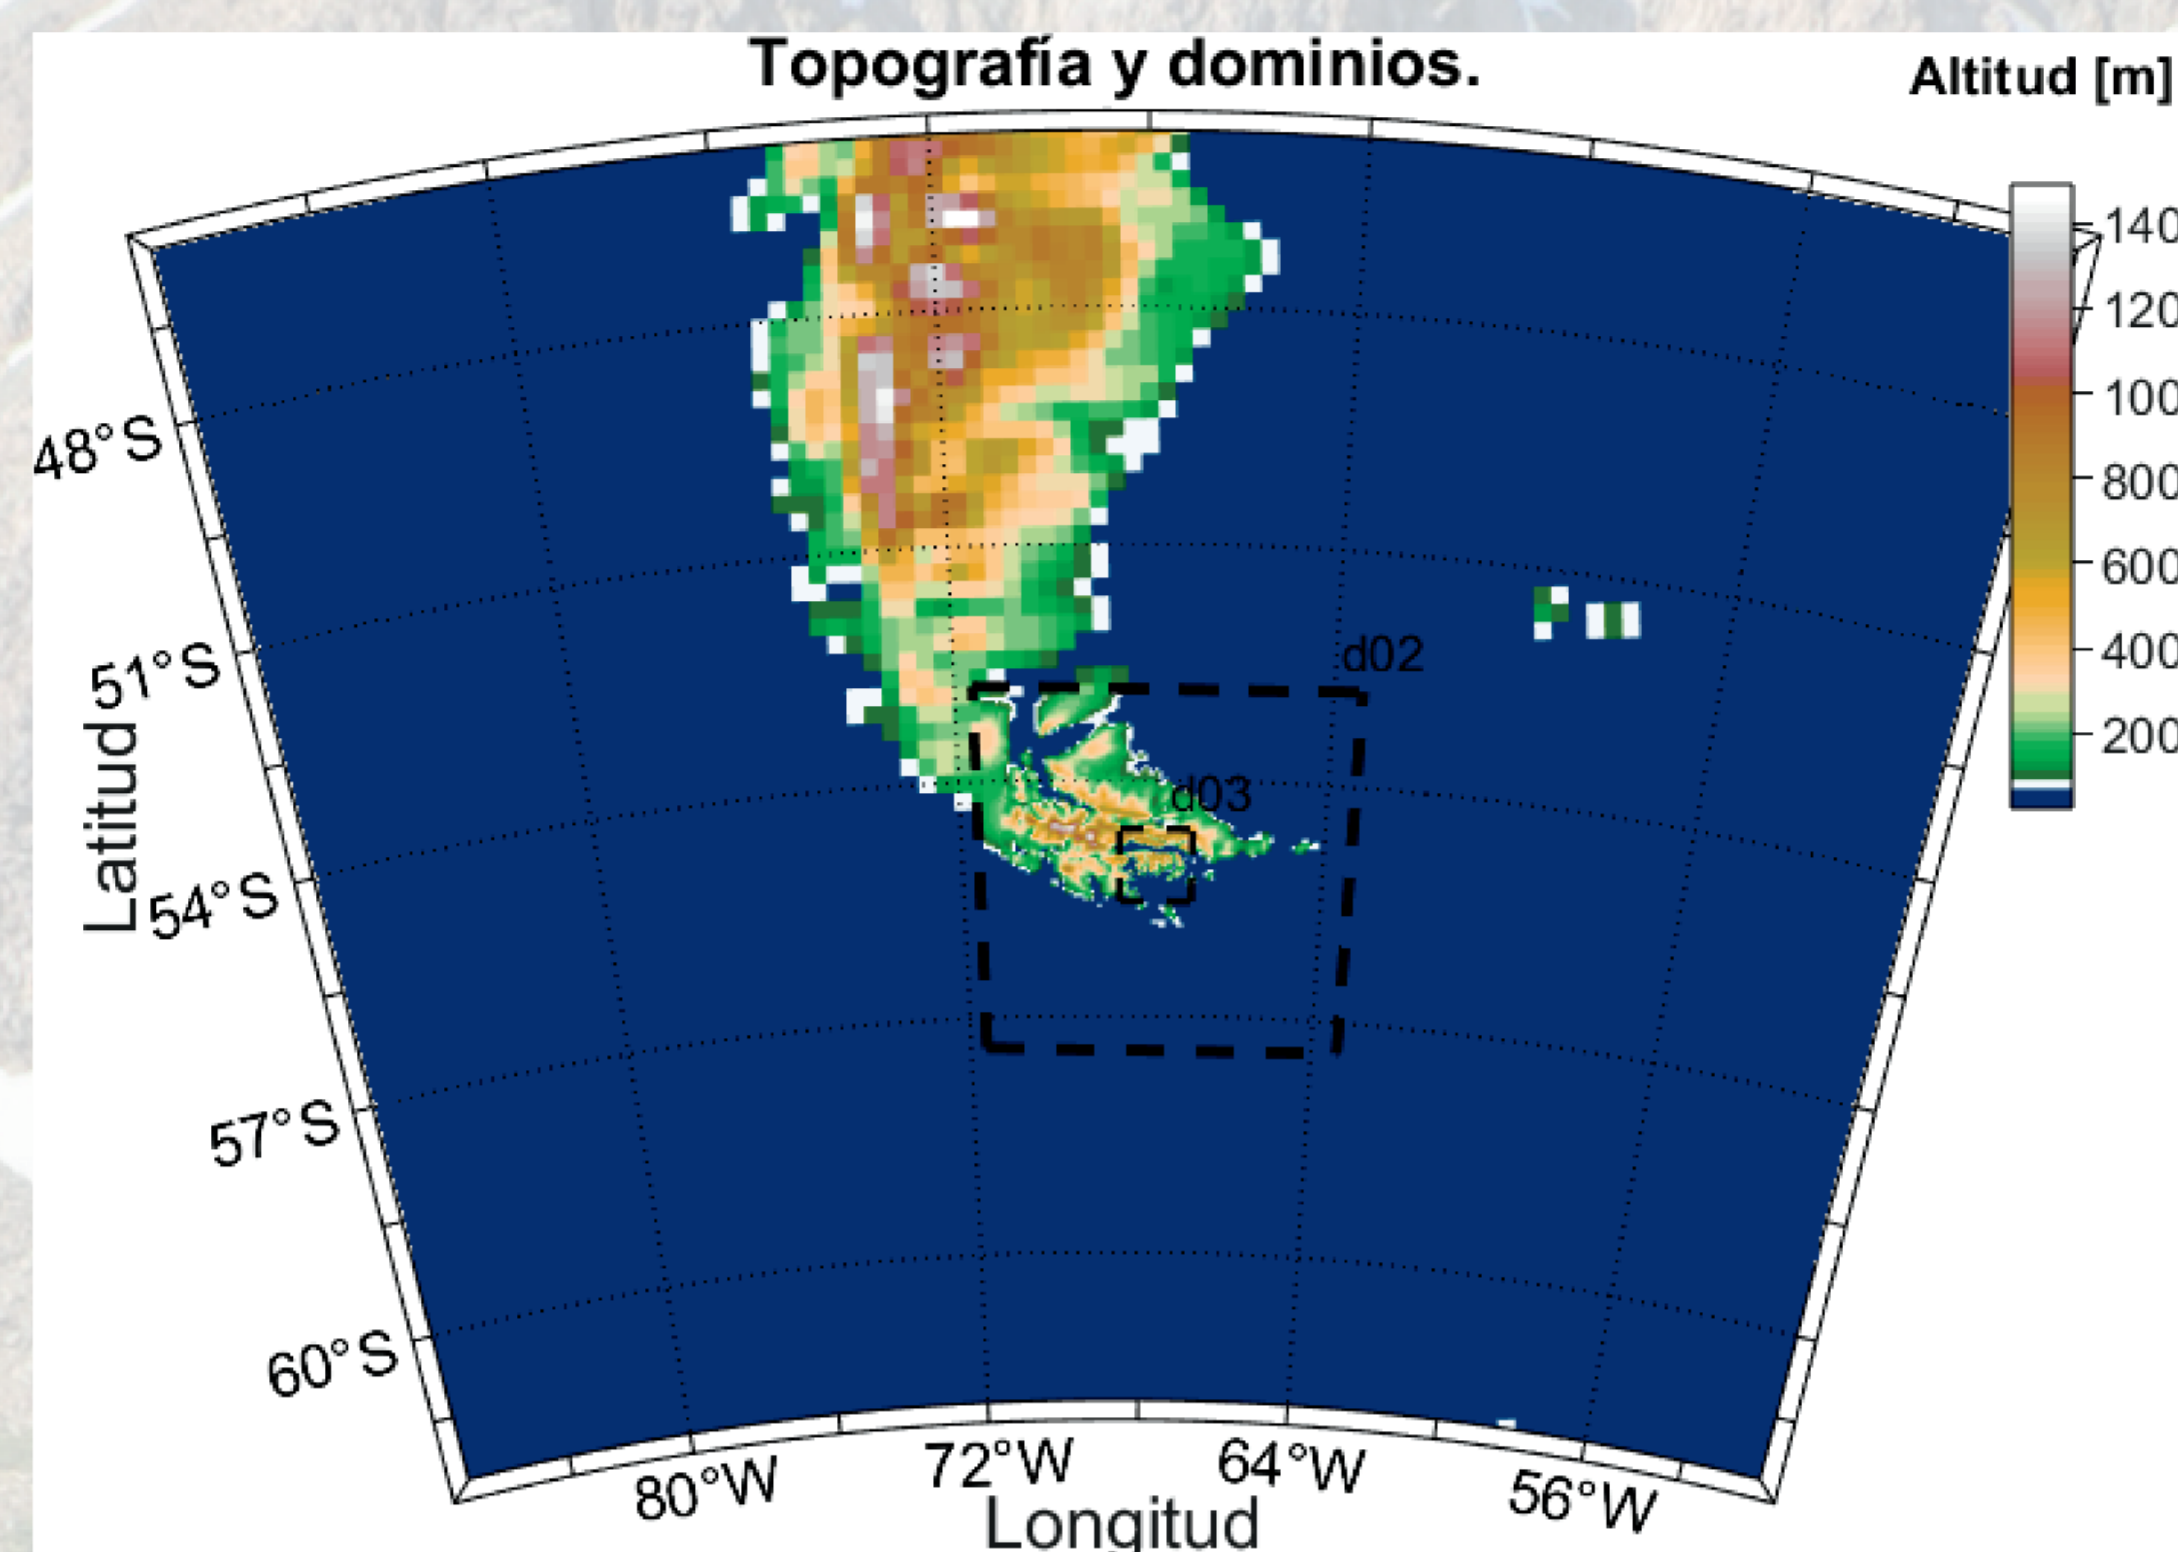 Topografía y dominios.
Altitud [m]
140
120
100
800
600
400
200
48°S
51°S
54°S
57°S
60°S
Latitud
d02
d03
80°W
72°W
64°W
56°W
Longitud